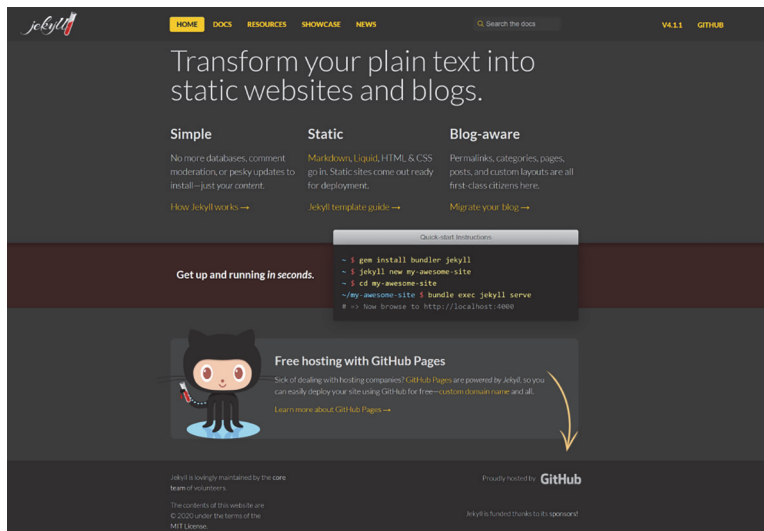 jekyll
HOME DOCS RESOURCES SHOWCASE NEWS
Search the docs
V4.1.1 GITHUB
Transform your plain text into
static websites and blogs.
Simple
No more databases, comment
moderation, or pesky updates to
install—just your content.
How Jekyll works →
Static
Markdown, Liquid, HTML & CSS
go in. Static sites come out ready
for deployment.
Jekyll template guide →
Blog-aware
Permalinks, categories, pages,
posts, and custom layouts are all
first-class citizens here.
Migrate your blog →
Get up and running in seconds.
Quick-start Instructions
~ $ gem install bundler jekyll
~ $ jekyll new my-awesome-site
~ $ cd my-awesome-site
~/my-awesome-site $ bundle exec jekyll serve
# => Now browse to http://localhost:4000
Free hosting with GitHub Pages
Sick of dealing with hosting companies? GitHub Pages are powered by Jekyll, so you
can easily deploy your site using GitHub for free—custom domain name and all.
Learn more about GitHub Pages →
Jekyll is lovingly maintained by the core
team of volunteers.
The contents of this website are
© 2020 under the terms of the
MIT License.
Proudly hosted by GitHub
Jekyll is funded thanks to its sponsors!